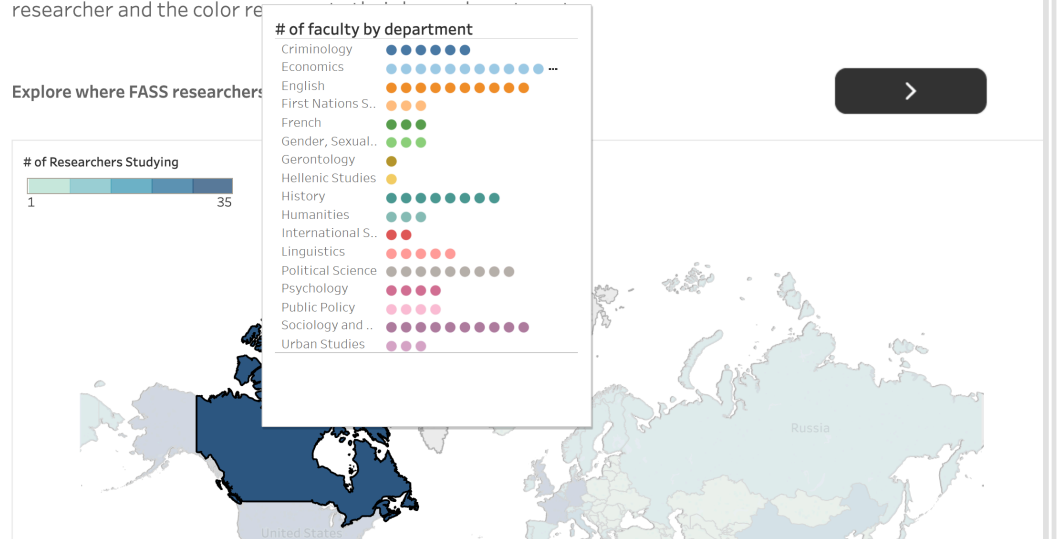 researcher and the color re
# of faculty by department
Criminology
Economics ...
English
First Nations S..
French
Gender, Sexual..
Gerontology
Hellenic Studies
History
Humanities
International S..
Linguistics
Political Science
Psychology
Public Policy
Sociology and ..
Urban Studies
Explore where FASS researchers
# of Researchers Studying
1 35
Russia
United States